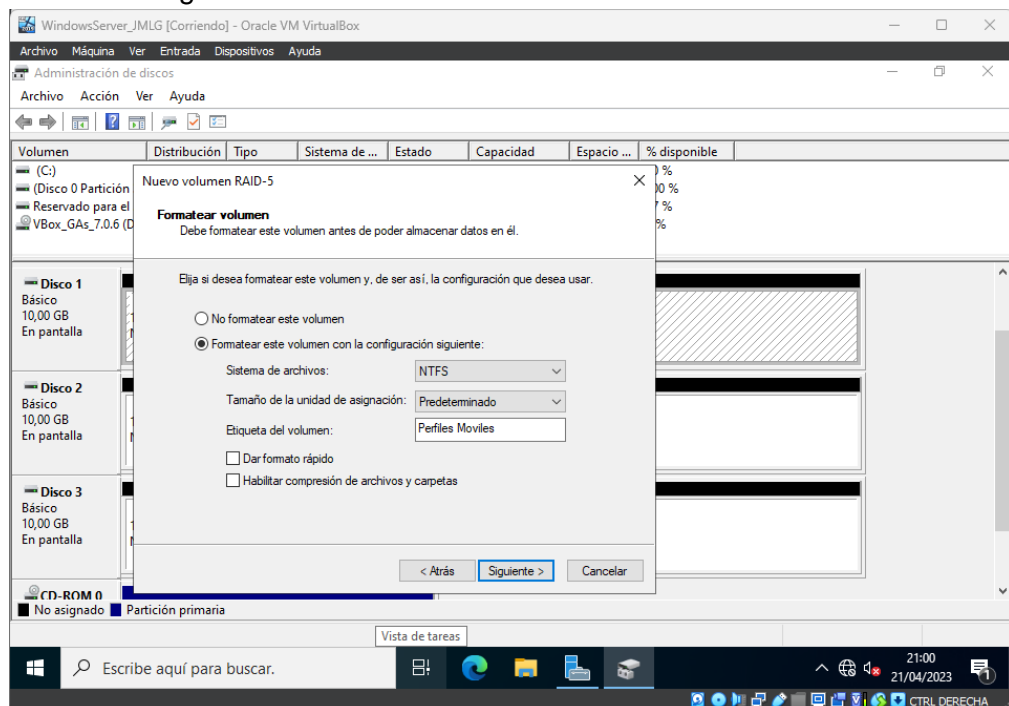 WindowsServer_JMLG [Corriendo] - Oracle VM VirtualBox
Archivo Máquina Ver Entrada Dispositivos Ayuda
Administración de discos
Archivo Acción Ver Ayuda
Volumen Distribución Tipo Sistema de ... Estado Capacidad Espacio ... % disponible
(C:)
(Disco 0 Partición
Reservado para el
VBox_GAs_7.0.6 (D
Nuevo volumen RAID-5
Formatear volumen
Debe formatear este volumen antes de poder almacenar datos en él.
Elija si desea formatear este volumen y, de ser así, la configuración que desea usar.
No formatear este volumen
Formatear este volumen con la configuración siguiente:
Sistema de archivos: NTFS
Tamaño de la unidad de asignación: Predeterminado
Etiqueta del volumen: Perfiles Moviles
Dar formato rápido
Habilitar compresión de archivos y carpetas
< Atrás Siguiente > Cancelar
Disco 1
Básico
10,00 GB
En pantalla
Disco 2
Básico
10,00 GB
En pantalla
Disco 3
Básico
10,00 GB
En pantalla
CD-ROM 0
No asignado Partición primaria
Vista de tareas
Escribe aquí para buscar.
21:00
21/04/2023
1
CTRL DERECHA